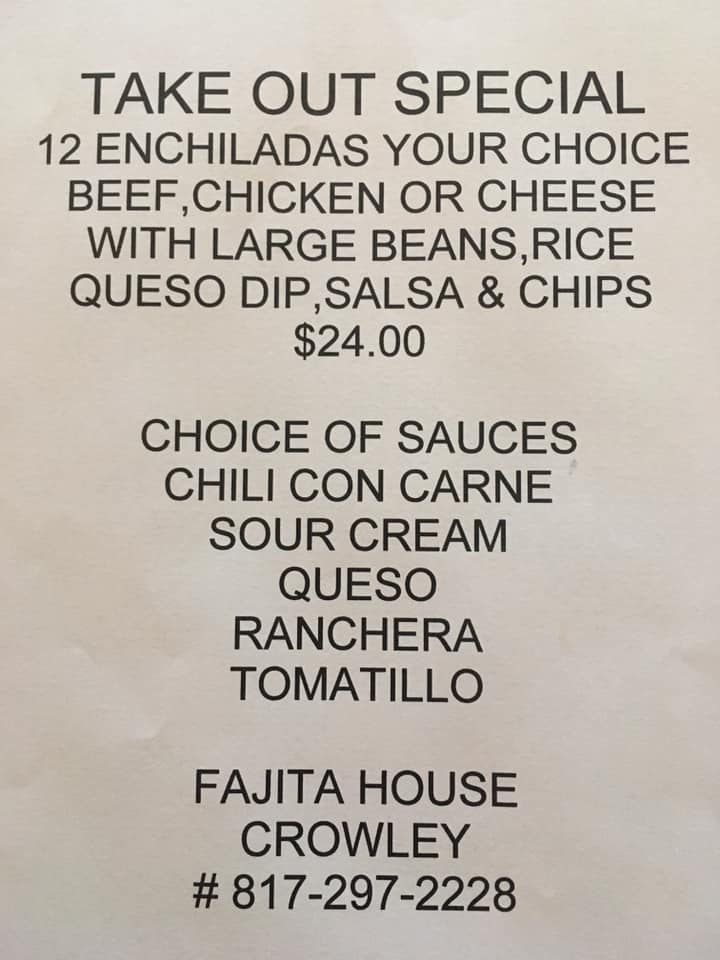 TAKE OUT SPECIAL
12 ENCHILADAS YOUR CHOICE
BEEF,CHICKEN OR CHEESE
WITH LARGE BEANS,RICE
QUESO DIP,SALSA & CHIPS
$24.00
CHOICE OF SAUCES
CHILI CON CARNE
SOUR CREAM
QUESO
RANCHERA
TOMATILLO
FAJITA HOUSE
CROWLEY
# 817-297-2228